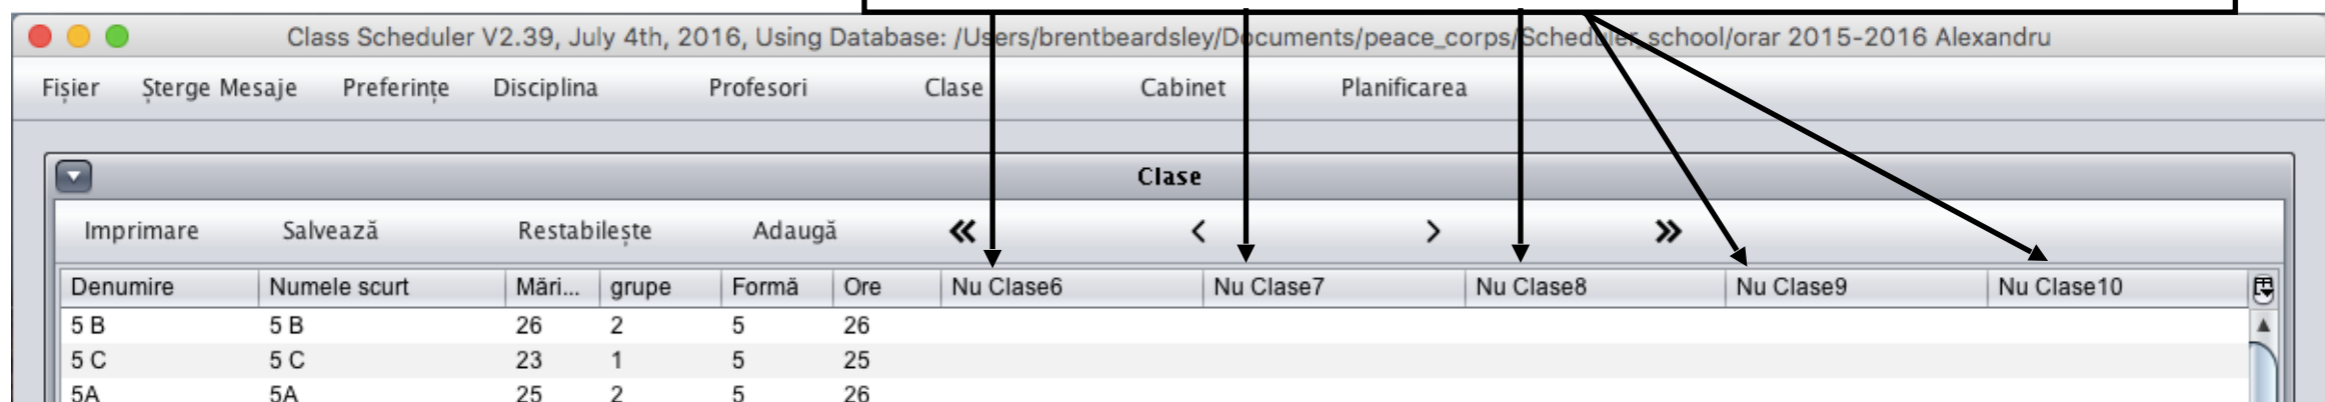 Class Scheduler V2.39, July 4th, 2016, Using Database: /Users/brentbeardsley/Documents/peace_corps/Scheduler_school/orar 2015-2016 Alexandru
Fișier Șterge Mesaje Preferințe Disciplina Profesori Clase Cabinet Planificarea
Clase
Imprimare Salvează Restabilește Adaugă « < > »
Denumire Numele scurt Mări... grupe Formă Ore Nu Clase6 Nu Clase7 Nu Clase8 Nu Clase9 Nu Clase10
5 B 5 B 26 2 5 26
5 C 5 C 23 1 5 25
5A 5A 25 2 5 26